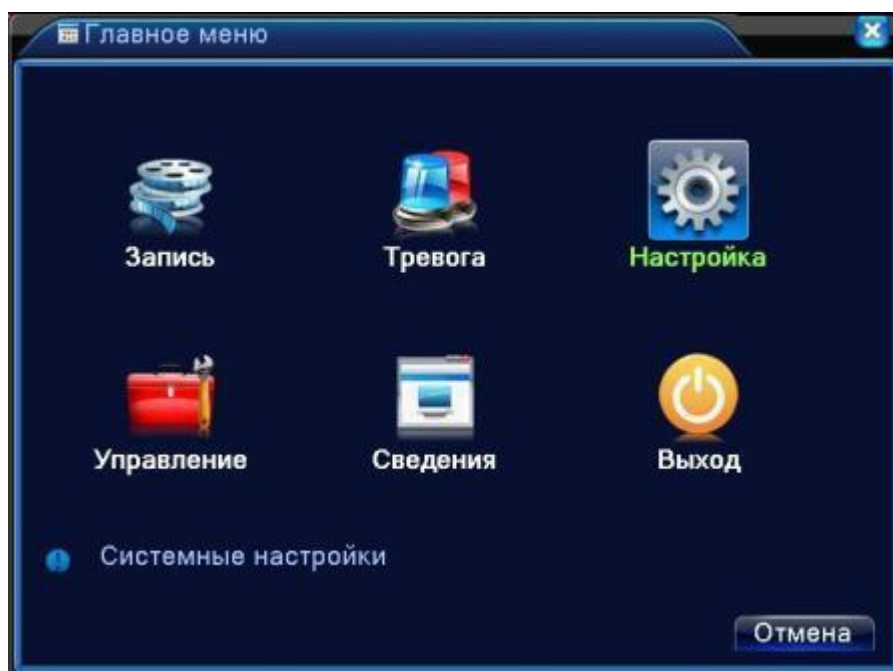 Главное меню
Запись Тревога Настройка
Управление Сведения Выход
Системные настройки
Отмена